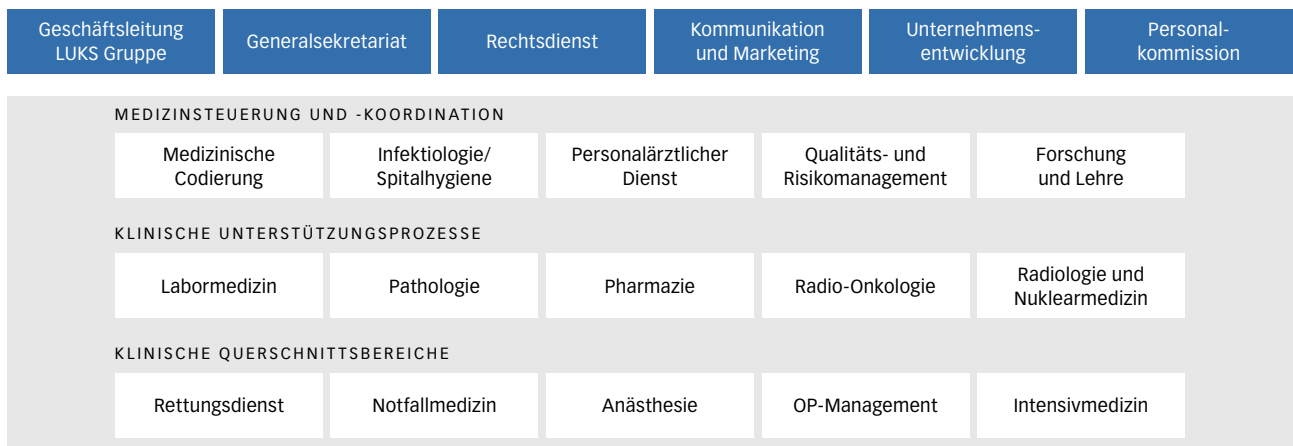 Geschäftsleitung
LUKS Gruppe
Generalsekretariat
Rechtsdienst
Kommunikation
und Marketing
Unternehmens-
entwicklung
Personal-
kommission
MEDIZINSTEUERUNG UND -KOORDINATION
Medizinische
Codierung
Infektiologie/
Spitalhygiene
Personalärztlicher
Dienst
Qualitäts- und
Risikomanagement
Forschung
und Lehre
KLINISCHE UNTERSTÜTZUNGSPROZESSE
Labormedizin
Pathologie
Pharmazie
Radio-Onkologie
Radiologie und
Nuklearmedizin
KLINISCHE QUERSCHNITTSBEREICHE
Rettungsdienst
Notfallmedizin
Anästhesie
OP-Management
Intensivmedizin